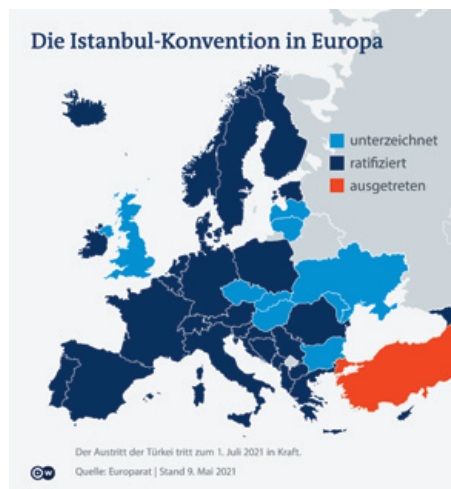 Die Istanbul-Konvention in Europa
unterzeichnet
ratifiziert
ausgetreten
Der Austritt der Türkei tritt zum 1. Juli 2021 in Kraft.
DW
Quelle: Europarat | Stand 9. Mai 2021